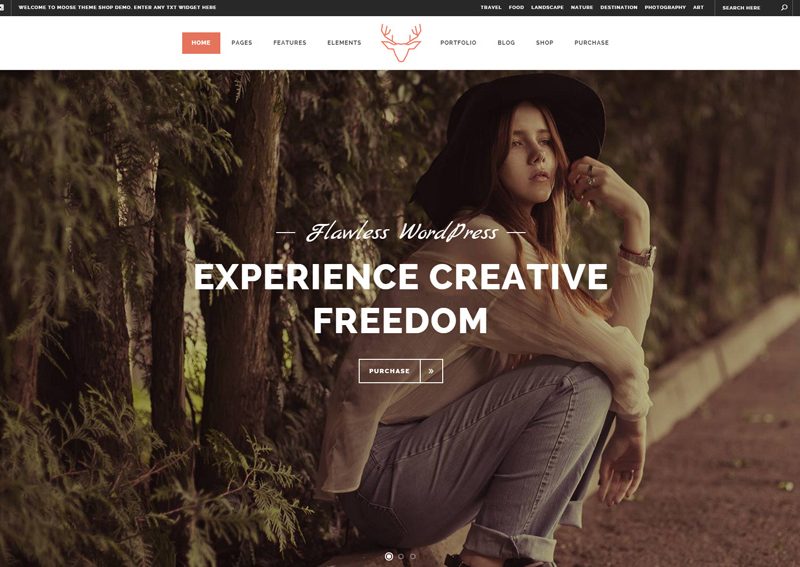 WELCOME TO MOOSE THEME SHOP DEMO. ENTER ANY TXT WIDGET HERE
TRAVEL FOOD LANDSCAPE NATURE DESTINATION PHOTOGRAPHY ART SEARCH HERE
HOME PAGES FEATURES ELEMENTS PORTFOLIO BLOG SHOP PURCHASE
Flawless WordPress
EXPERIENCE CREATIVE
FREEDOM
PURCHASE »